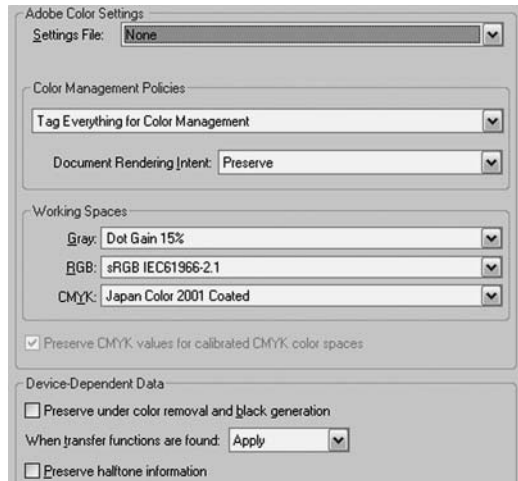 Adobe Color Settings
Settings File: None
Color Management Policies
Tag Everything for Color Management
Document Rendering Intent: Preserve
Working Spaces
Gray: Dot Gain 15%
RGB: sRGB IEC61966-2.1
CMYK: Japan Color 2001 Coated
Preserve CMYK values for calibrated CMYK color spaces
Device-Dependent Data
Preserve under color removal and black generation
When transfer functions are found: Apply
Preserve halftone information